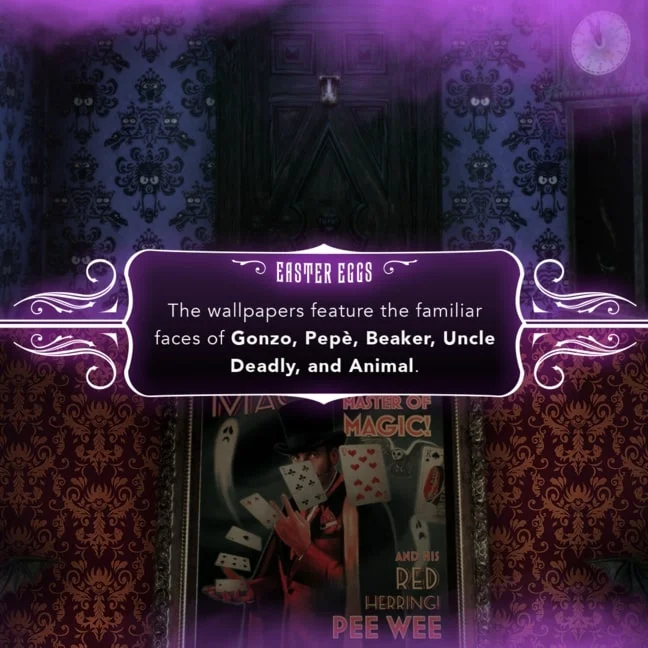 EASTER EGGS
The wallpapers feature the familiar
faces of Gonzo, Pepè, Beaker, Uncle
Deadly, and Animal.
MASTER OF
MAGIC!
AND HIS
RED
HERRING!
PEE WEE